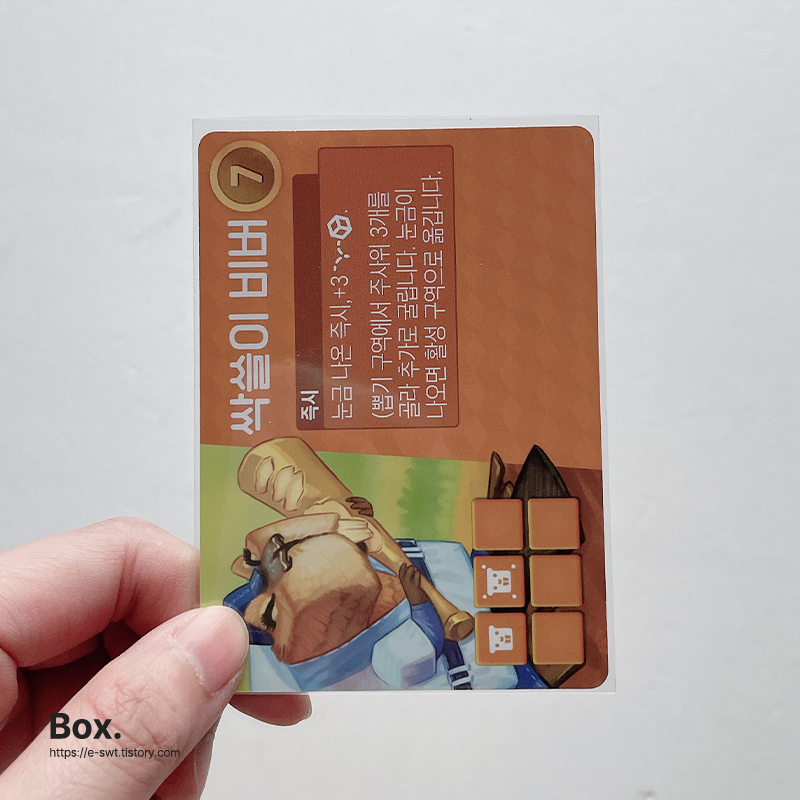 싹쓸이 비버
7
즉시
눈금 나온 즉시, +3
(뽑기 구역에서 주사위 3개를
골라 추가로 굴립니다. 눈금이
나오면 활성 구역으로 옮깁니다.
Box.
https://e-swt.tistory.com